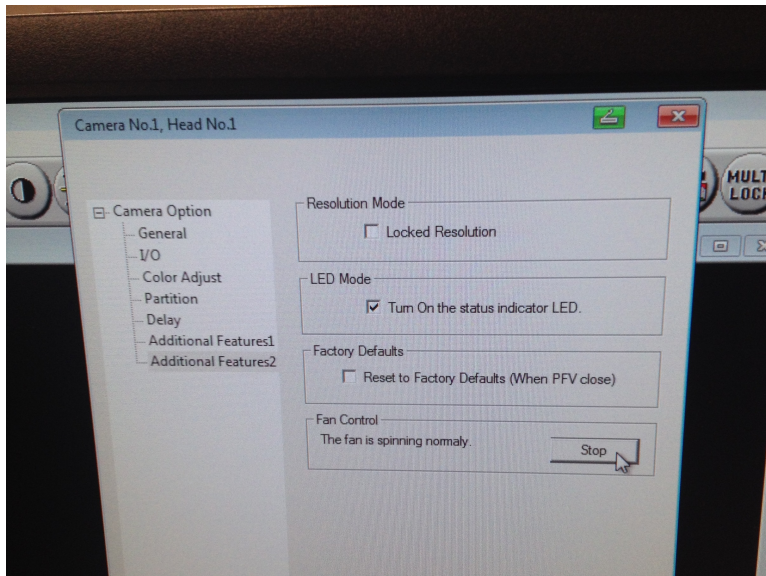 Camera No.1, Head No.1
MULT
LOCK
Camera Option
General
I/O
Color Adjust
Partition
Delay
Additional Features1
Additional Features2
Resolution Mode
Locked Resolution
LED Mode
Turn On the status indicator LED.
Factory Defaults
Reset to Factory Defaults (When PFV close)
Fan Control
The fan is spinning normaly.
Stop